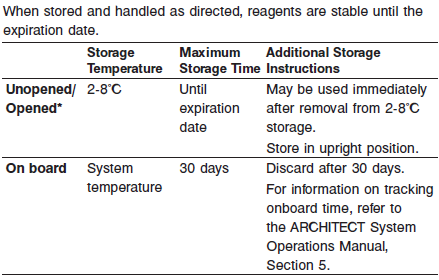 When stored and handled as directed, reagents are stable until the
expiration date.
Storage Temperature Maximum Storage Time Additional Storage Instructions
Unopened/ 2-8°C Until May be used immediately
Opened* expiration after removal from 2-8°C
date storage.
Store in upright position.
On board System 30 days Discard after 30 days.
temperature For information on tracking
onboard time, refer to
the ARCHITECT System
Operations Manual,
Section 5.